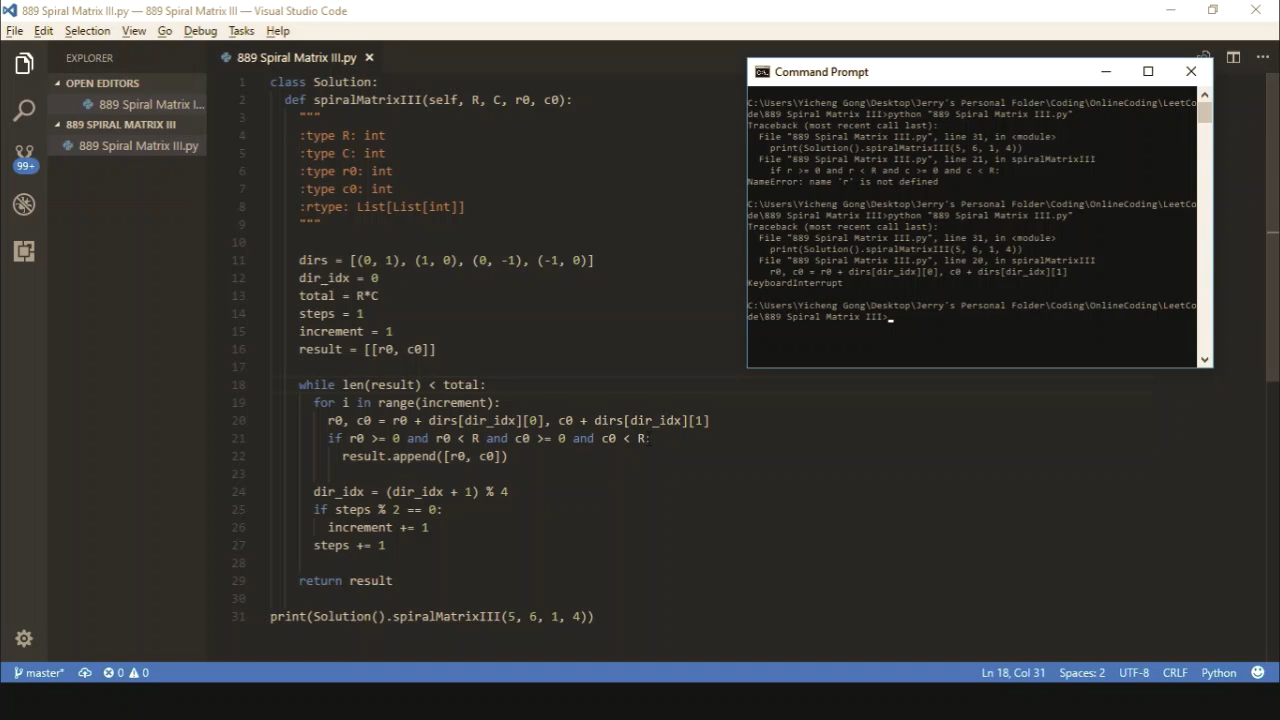 889 Spiral Matrix III.py — 889 Spiral Matrix III — Visual Studio Code
File Edit Selection View Go Debug Tasks Help
EXPLORER
OPEN EDITORS
889 Spiral Matrix I...
889 SPIRAL MATRIX III
889 Spiral Matrix III.py
99+
889 Spiral Matrix III.py
1 class Solution:
2 def spiralMatrixIII(self, R, C, r0, c0):
3 """
4 :type R: int
5 :type C: int
6 :type r0: int
7 :type c0: int
8 :rtype: List[List[int]]
9 """
10
11 dirs = [(0, 1), (1, 0), (0, -1), (-1, 0)]
12 dir_idx = 0
13 total = R*C
14 steps = 1
15 increment = 1
16 result = [[r0, c0]]
17
18 while len(result) < total:
19 for i in range(increment):
20 r0, c0 = r0 + dirs[dir_idx][0], c0 + dirs[dir_idx][1]
21 if r0 >= 0 and r0 < R and c0 >= 0 and c0 < R:
22 result.append([r0, c0])
23
24 dir_idx = (dir_idx + 1) % 4
25 if steps % 2 == 0:
26 increment += 1
27 steps += 1
28
29 return result
30
31 print(Solution().spiralMatrixIII(5, 6, 1, 4))
Command Prompt
C:\Users\Yicheng Gong\Desktop\Jerry's Personal Folder\Coding\OnlineCoding\LeetCo
de\889 Spiral Matrix III>python "889 Spiral Matrix III.py"
Traceback (most recent call last):
File "889 Spiral Matrix III.py", line 31, in <module>
print(Solution().spiralMatrixIII(5, 6, 1, 4))
File "889 Spiral Matrix III.py", line 21, in spiralMatrixIII
if r >= 0 and r < R and c >= 0 and c < R:
NameError: name 'r' is not defined
C:\Users\Yicheng Gong\Desktop\Jerry's Personal Folder\Coding\OnlineCoding\LeetCo
de\889 Spiral Matrix III>python "889 Spiral Matrix III.py"
Traceback (most recent call last):
File "889 Spiral Matrix III.py", line 31, in <module>
print(Solution().spiralMatrixIII(5, 6, 1, 4))
File "889 Spiral Matrix III.py", line 20, in spiralMatrixIII
r0, c0 = r0 + dirs[dir_idx][0], c0 + dirs[dir_idx][1]
KeyboardInterrupt
C:\Users\Yicheng Gong\Desktop\Jerry's Personal Folder\Coding\OnlineCoding\LeetCo
de\889 Spiral Matrix III>
master* 0 0 Ln 18, Col 31 Spaces: 2 UTF-8 CRLF Python